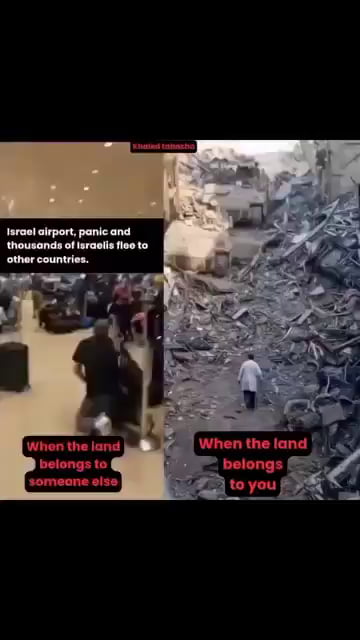 Khaled tabasha
Israel airport, panic and
thousands of Israelis flee to
other countries.
When the land
belongs to
someone else
When the land
belongs
to you